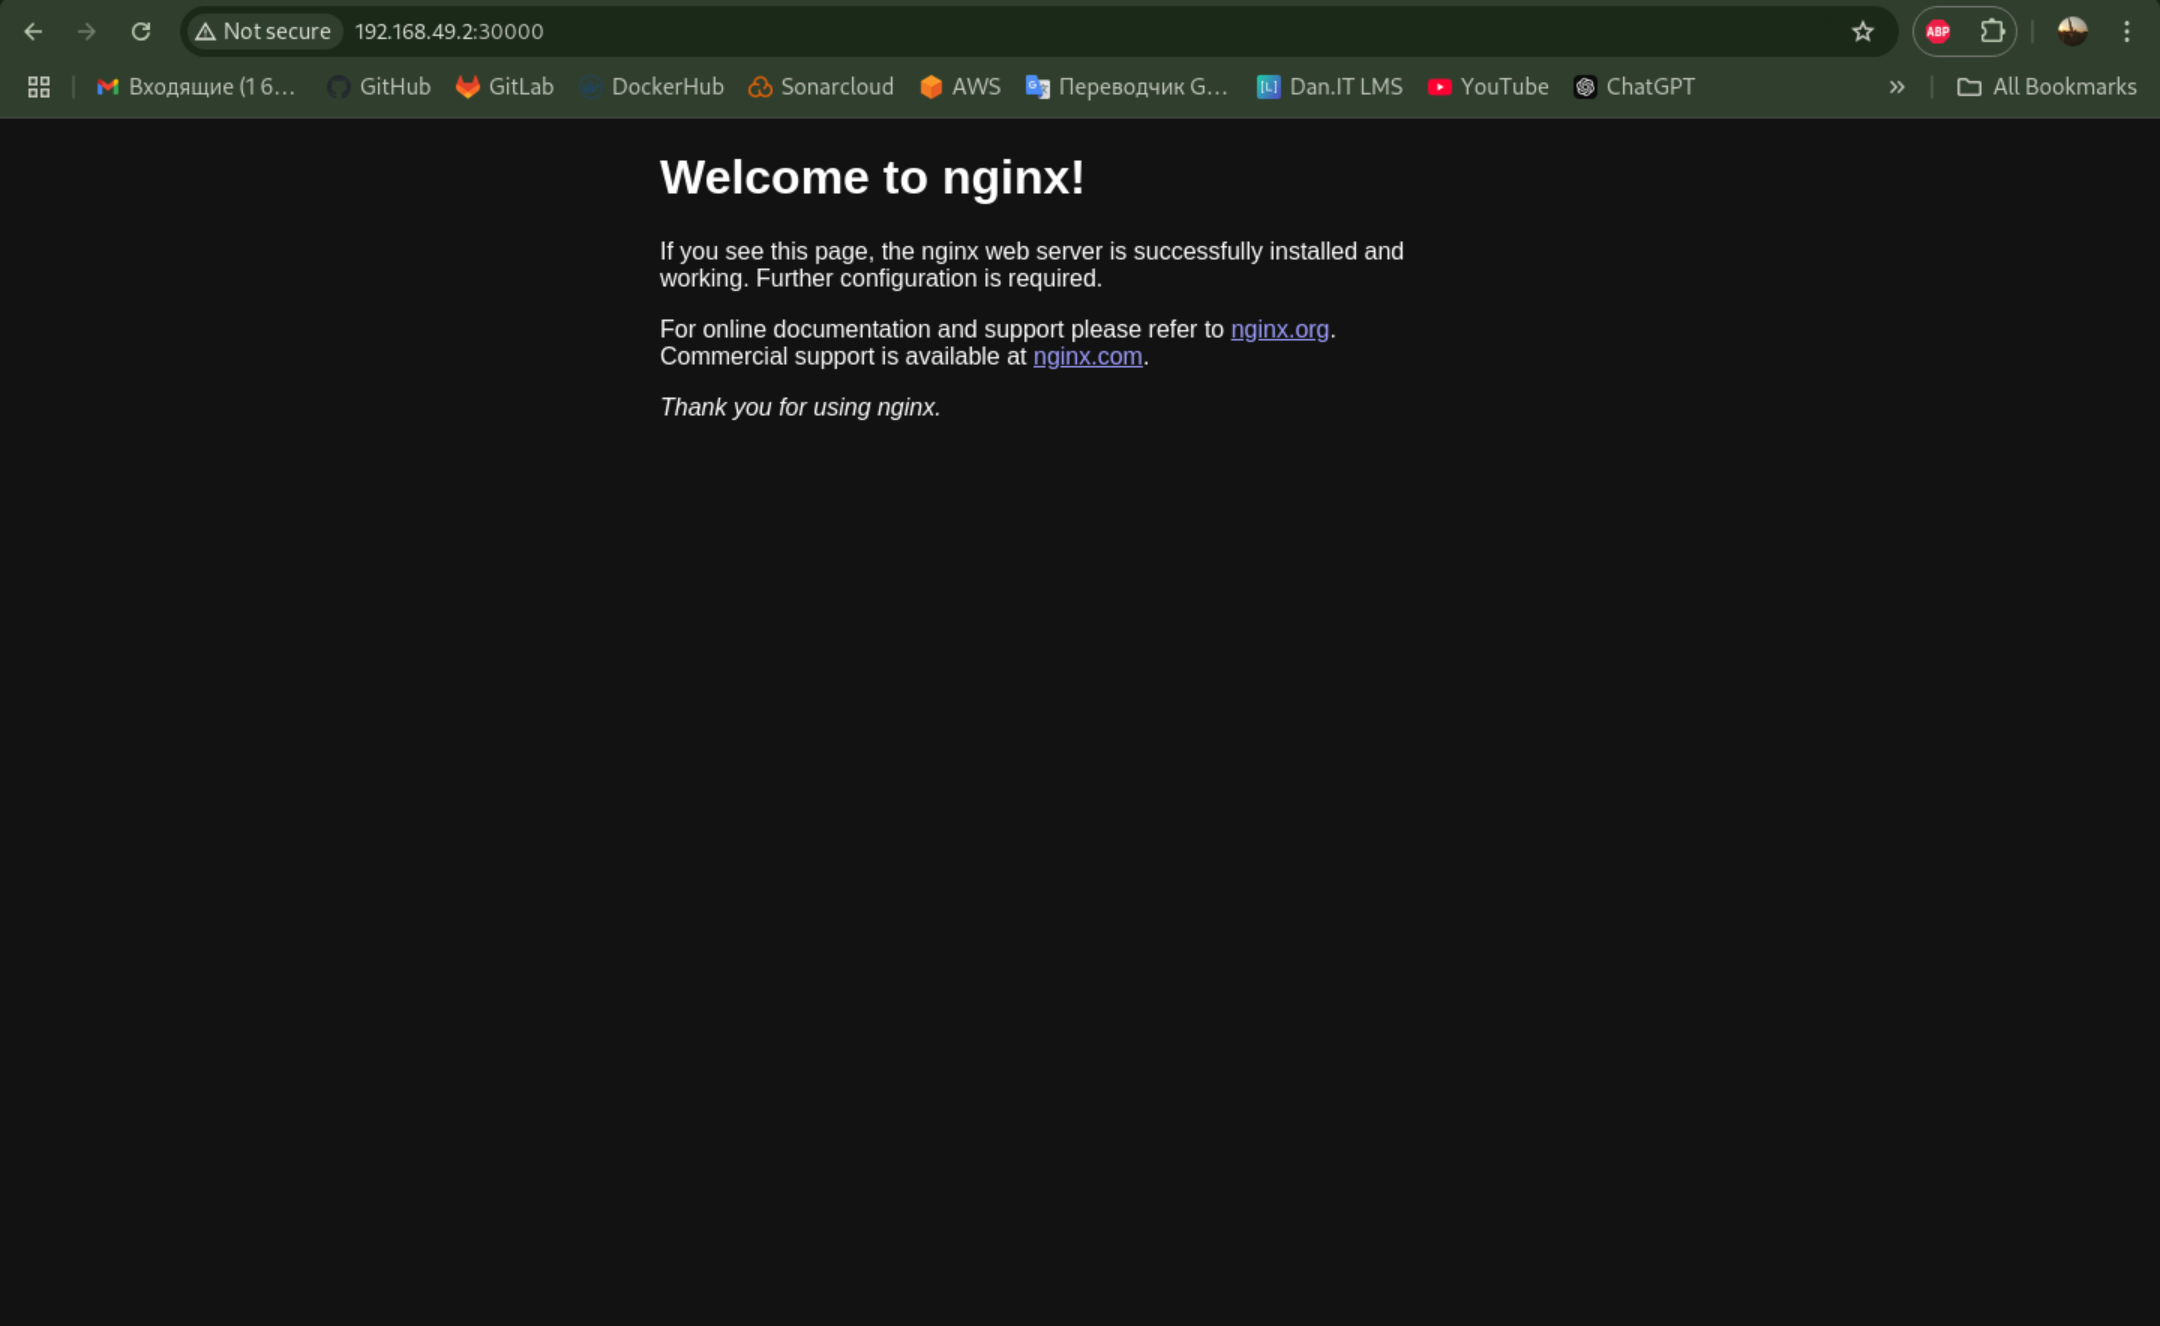 Not secure 192.168.49.2:30000 ABP
Входящие (1 6... GitHub GitLab DockerHub Sonarcloud AWS Переводчик G... [L] Dan.IT LMS YouTube ChatGPT » All Bookmarks
Welcome to nginx!
If you see this page, the nginx web server is successfully installed and
working. Further configuration is required.
For online documentation and support please refer to nginx.org.
Commercial support is available at nginx.com.
Thank you for using nginx.